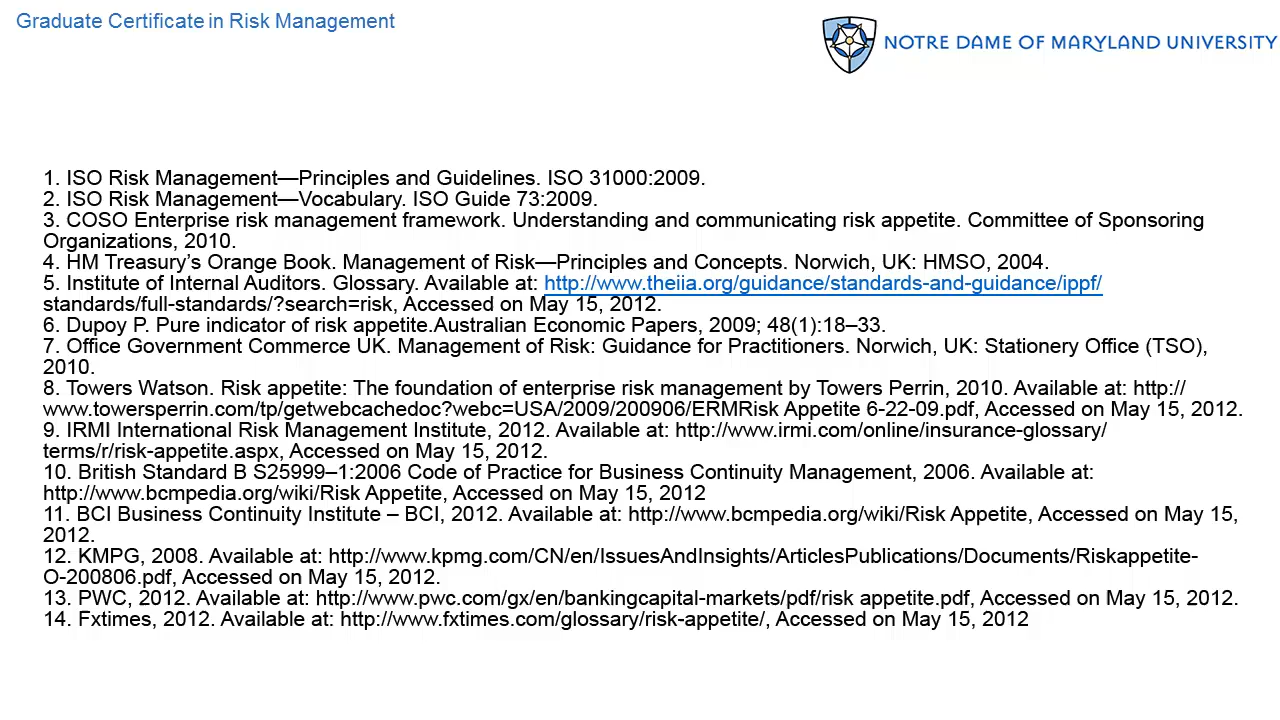 Graduate Certificate in Risk Management
NOTRE DAME OF MARYLAND UNIVERSITY
1. ISO Risk Management—Principles and Guidelines. ISO 31000:2009.
2. ISO Risk Management—Vocabulary. ISO Guide 73:2009.
3. COSO Enterprise risk management framework. Understanding and communicating risk appetite. Committee of Sponsoring
Organizations, 2010.
4. HM Treasury’s Orange Book. Management of Risk—Principles and Concepts. Norwich, UK: HMSO, 2004.
5. Institute of Internal Auditors. Glossary. Available at: http://www.theiia.org/guidance/standards-and-guidance/ippf/
standards/full-standards/?search=risk, Accessed on May 15, 2012.
6. Dupoy P. Pure indicator of risk appetite.Australian Economic Papers, 2009; 48(1):18–33.
7. Office Government Commerce UK. Management of Risk: Guidance for Practitioners. Norwich, UK: Stationery Office (TSO),
2010.
8. Towers Watson. Risk appetite: The foundation of enterprise risk management by Towers Perrin, 2010. Available at: http://
www.towersperrin.com/tp/getwebcachedoc?webc=USA/2009/200906/ERMRisk Appetite 6-22-09.pdf, Accessed on May 15, 2012.
9. IRMI International Risk Management Institute, 2012. Available at: http://www.irmi.com/online/insurance-glossary/
terms/r/risk-appetite.aspx, Accessed on May 15, 2012.
10. British Standard B S25999–1:2006 Code of Practice for Business Continuity Management, 2006. Available at:
http://www.bcmpedia.org/wiki/Risk Appetite, Accessed on May 15, 2012
11. BCI Business Continuity Institute – BCI, 2012. Available at: http://www.bcmpedia.org/wiki/Risk Appetite, Accessed on May 15,
2012.
12. KMPG, 2008. Available at: http://www.kpmg.com/CN/en/IssuesAndInsights/ArticlesPublications/Documents/Riskappetite-
O-200806.pdf, Accessed on May 15, 2012.
13. PWC, 2012. Available at: http://www.pwc.com/gx/en/bankingcapital-markets/pdf/risk appetite.pdf, Accessed on May 15, 2012.
14. Fxtimes, 2012. Available at: http://www.fxtimes.com/glossary/risk-appetite/, Accessed on May 15, 2012